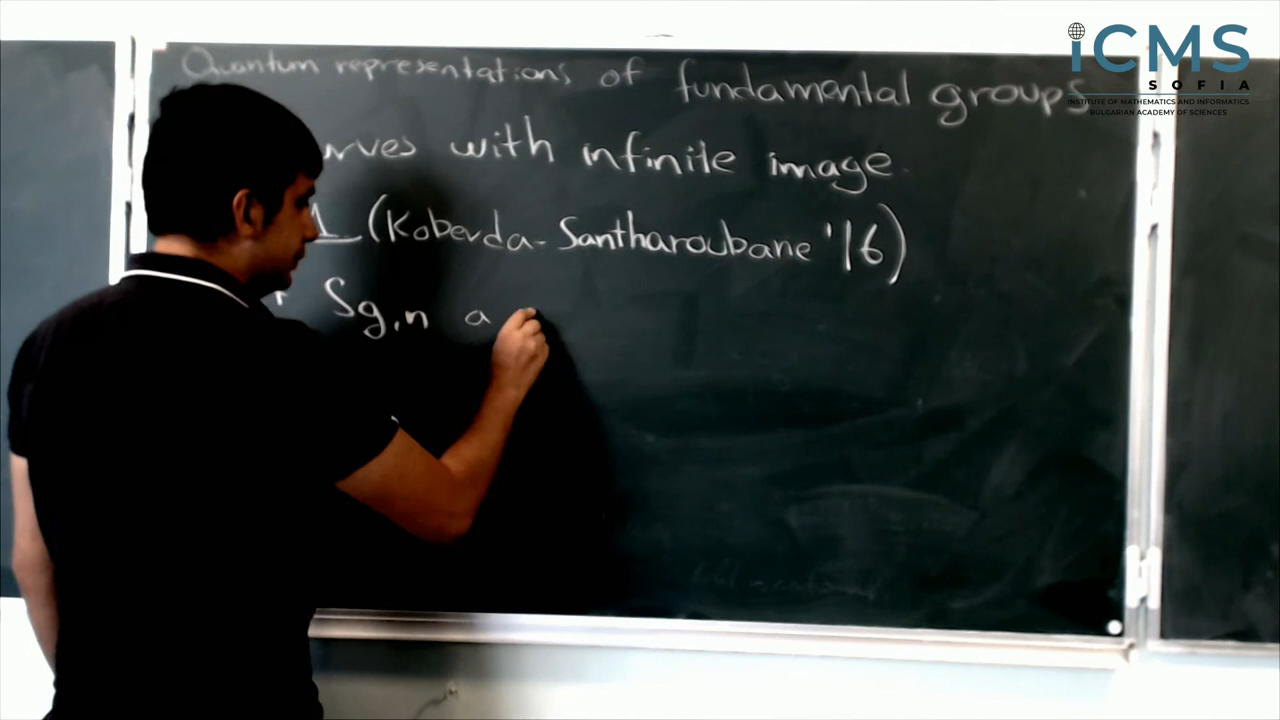 iCMS
SOFIA
INSTITUTE OF MATHEMATICS AND INFORMATICS
BULGARIAN ACADEMY OF SCIENCES
Quantum representations of fundamental groups
rves with infinite image.
1 (Koberda-Santharoubane '16)
Sg,n a